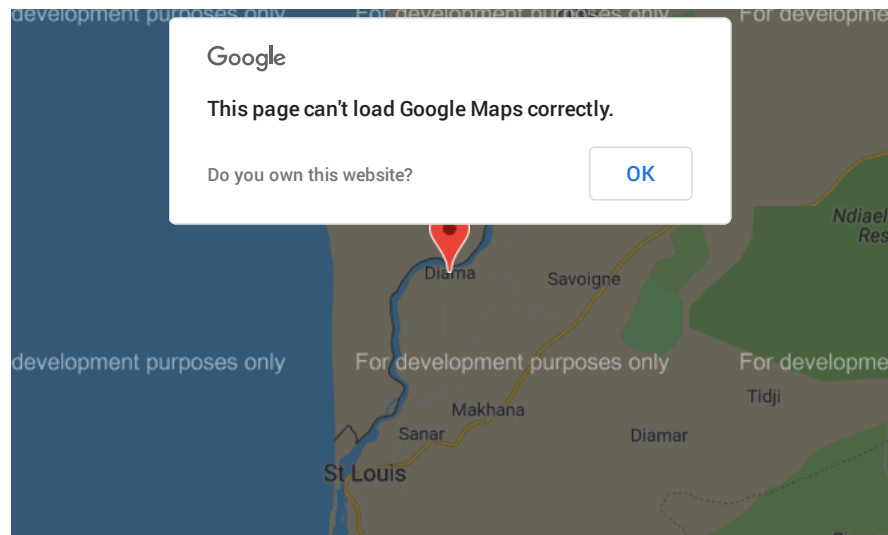 development purposes only
For development purposes only
For developme
Google
This page can't load Google Maps correctly.
Do you own this website?
OK
Ndiael
Res
Diama
Savoigne
development purposes only
For development purposes only
For developme
Tidji
Makhana
Sanar
Diamar
St Louis